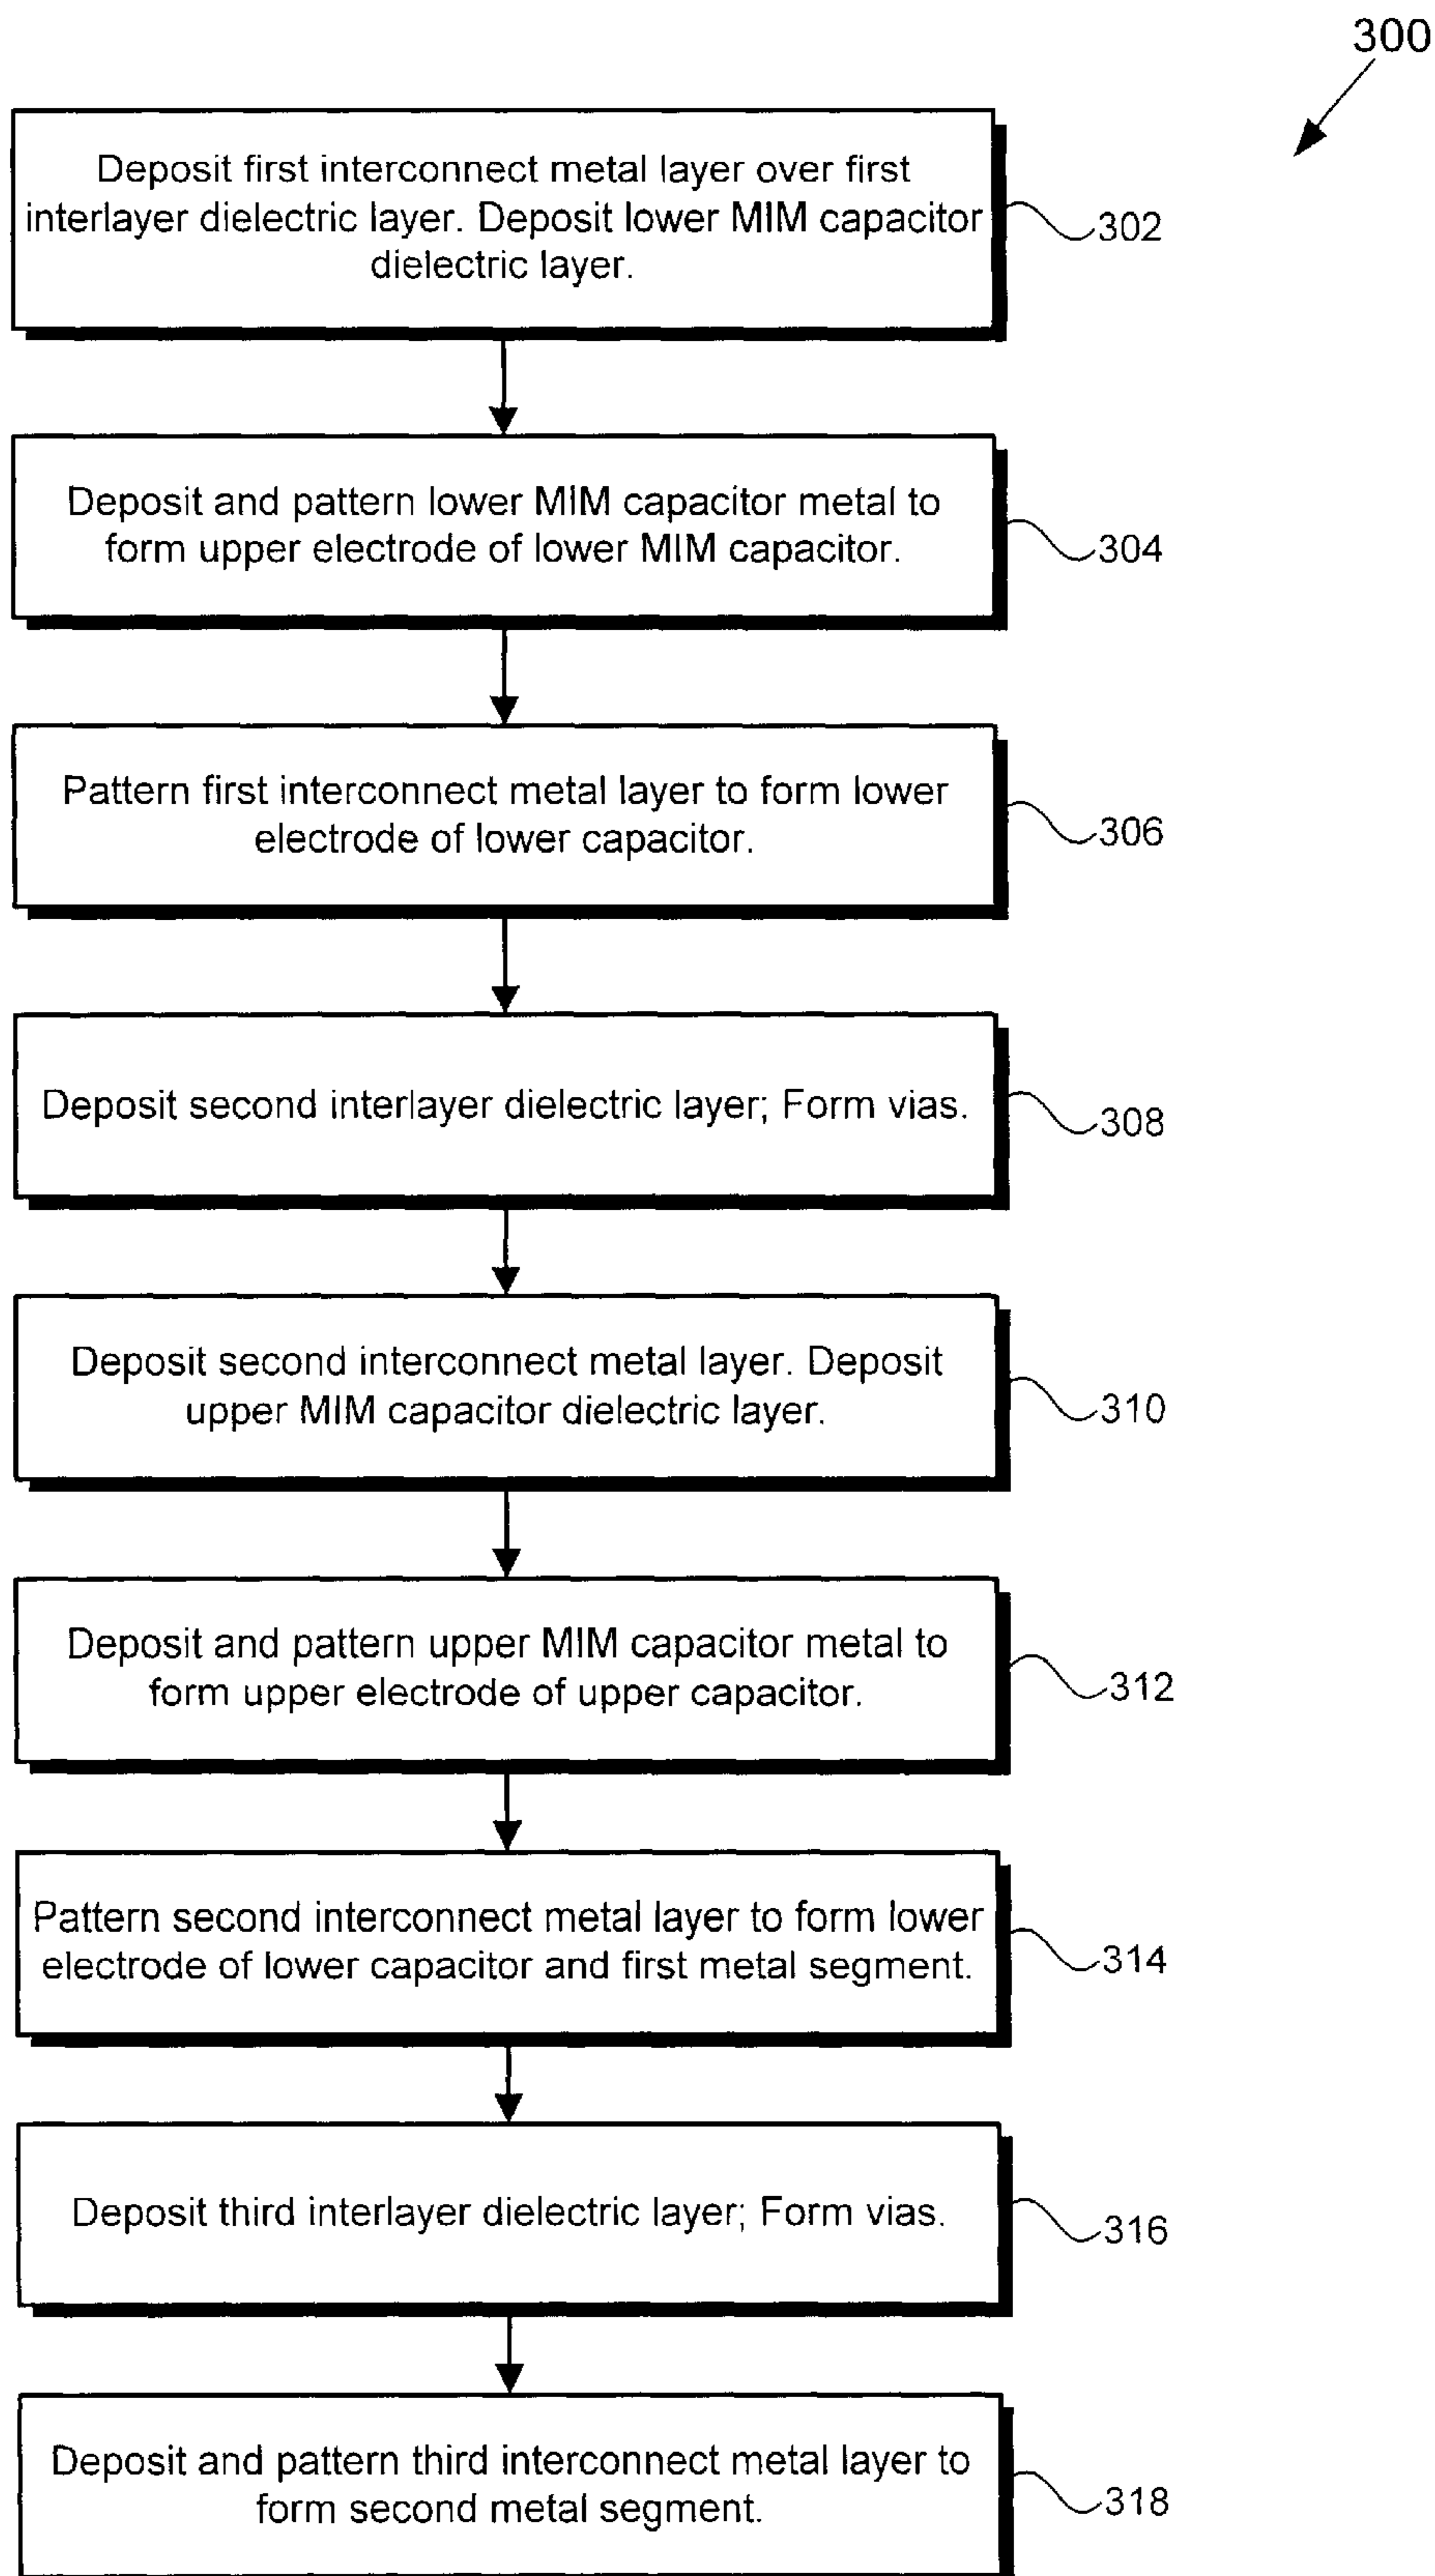 300
Deposit first interconnect metal layer over first
interlayer dielectric layer. Deposit lower MIM capacitor
dielectric layer.
302
Deposit and pattern lower MIM capacitor metal to
form upper electrode of lower MIM capacitor.
304
Pattern first interconnect metal layer to form lower
electrode of lower capacitor.
306
Deposit second interlayer dielectric layer; Form vias.
308
Deposit second interconnect metal layer. Deposit
upper MIM capacitor dielectric layer.
310
Deposit and pattern upper MIM capacitor metal to
form upper electrode of upper capacitor.
312
Pattern second interconnect metal layer to form lower
electrode of lower capacitor and first metal segment.
314
Deposit third interlayer dielectric layer; Form vias.
316
Deposit and pattern third interconnect metal layer to
form second metal segment.
318